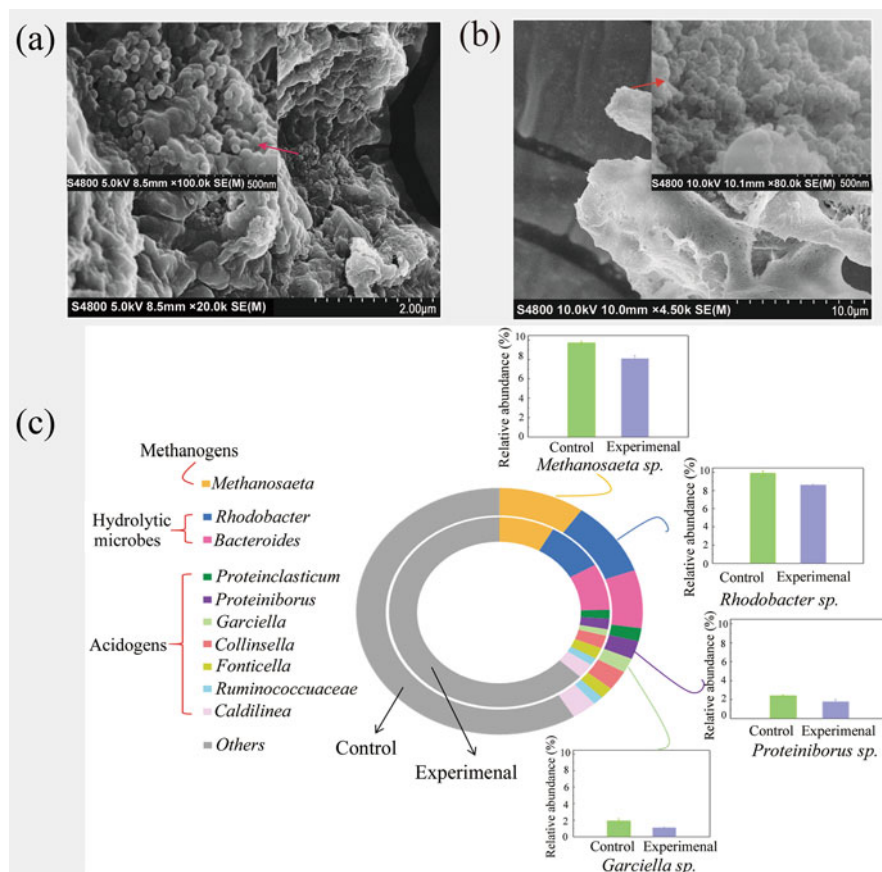 (a)
S4800 5.0kV 8.5mm ×100.0k SE(M)
500nm
S4800 5.0kV 8.5mm ×20.0k SE(M)
2.00μm
(b)
S4800 10.0kV 10.1mm ×80.0k SE(M)
500nm
S4800 10.0kV 10.0mm ×4.50k SE(M)
10.0μm
(c)
Methanogens
Methanosaeta
Hydrolytic
microbes
Rhodobacter
Bacteroides
Acidogens
Proteinclasticum
Proteiniborus
Garciella
Collinsella
Fonticella
Ruminococcuaceae
Caldilinea
Others
Control
Experimenal
Relative abundance (%)
10
8
6
4
2
0
Control
Experimenal
Methanosaeta sp.
Relative abundance (%)
10
8
6
4
2
0
Control
Experimenal
Rhodobacter sp.
Relative abundance (%)
10
8
6
4
2
0
Control
Experimenal
Proteiniborus sp.
Relative abundance (%)
10
8
6
4
2
0
Control
Experimenal
Garciella sp.